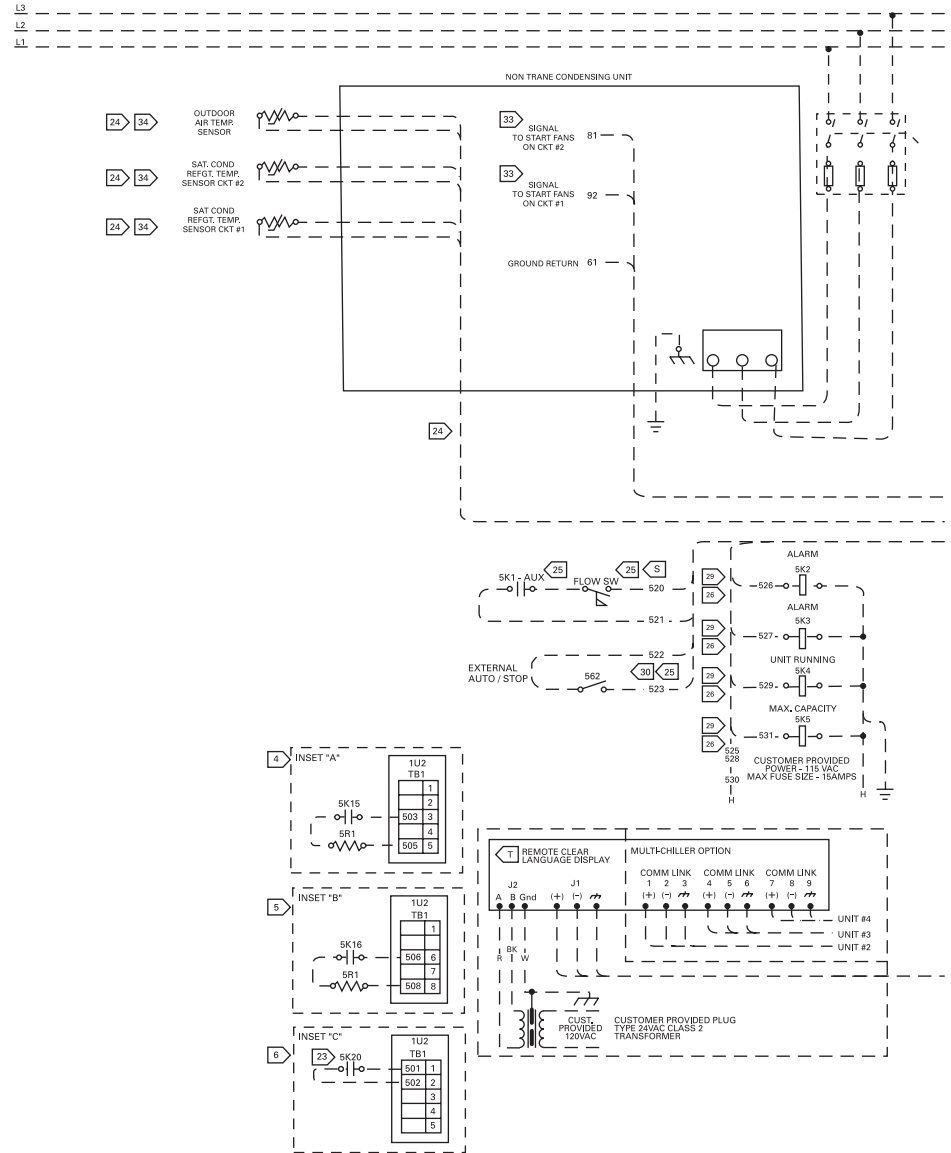 L3
L2
L1
NON TRANE CONDENSING UNIT
24 34
OUTDOOR
AIR TEMP.
SENSOR
24 34
SAT. COND
REFGT. TEMP.
SENSOR CKT #2
24 34
SAT COND
REFGT. TEMP.
SENSOR CKT #1
33
SIGNAL
TO START FANS
ON CKT #2
81
33
SIGNAL
TO START FANS
ON CKT #1
92
GROUND RETURN 61
24
5K1 - AUX
25
FLOW SW
25 S
520
521
522
EXTERNAL
AUTO / STOP
562
30 25
523
ALARM
29
26
526
5K2
ALARM
29
26
527
5K3
UNIT RUNNING
29
26
529
5K4
MAX. CAPACITY
29
26
531
5K5
525
528
530
H
CUSTOMER PROVIDED
POWER - 115 VAC
MAX FUSE SIZE - 15AMPS
H
4
INSET "A"
1U2
TB1
1
2
5K15
503 3
4
5R1
505 5
5
INSET "B"
1U2
TB1
1
5K16
506 6
7
5R1
508 8
6
INSET "C"
1U2
TB1
23
5K20
501 1
502 2
3
4
5
T
REMOTE CLEAR
LANGUAGE DISPLAY
MULTI-CHILLER OPTION
J2
A B Gnd
J1
(+) (-)
COMM LINK
1 2 3
(+) (-)
COMM LINK
4 5 6
(+) (-)
COMM LINK
7 8 9
(+) (-)
UNIT #4
UNIT #3
UNIT #2
R
BK
W
CUST.
PROVIDED
120VAC
CUSTOMER PROVIDED PLUG
TYPE 24VAC CLASS 2
TRANSFORMER